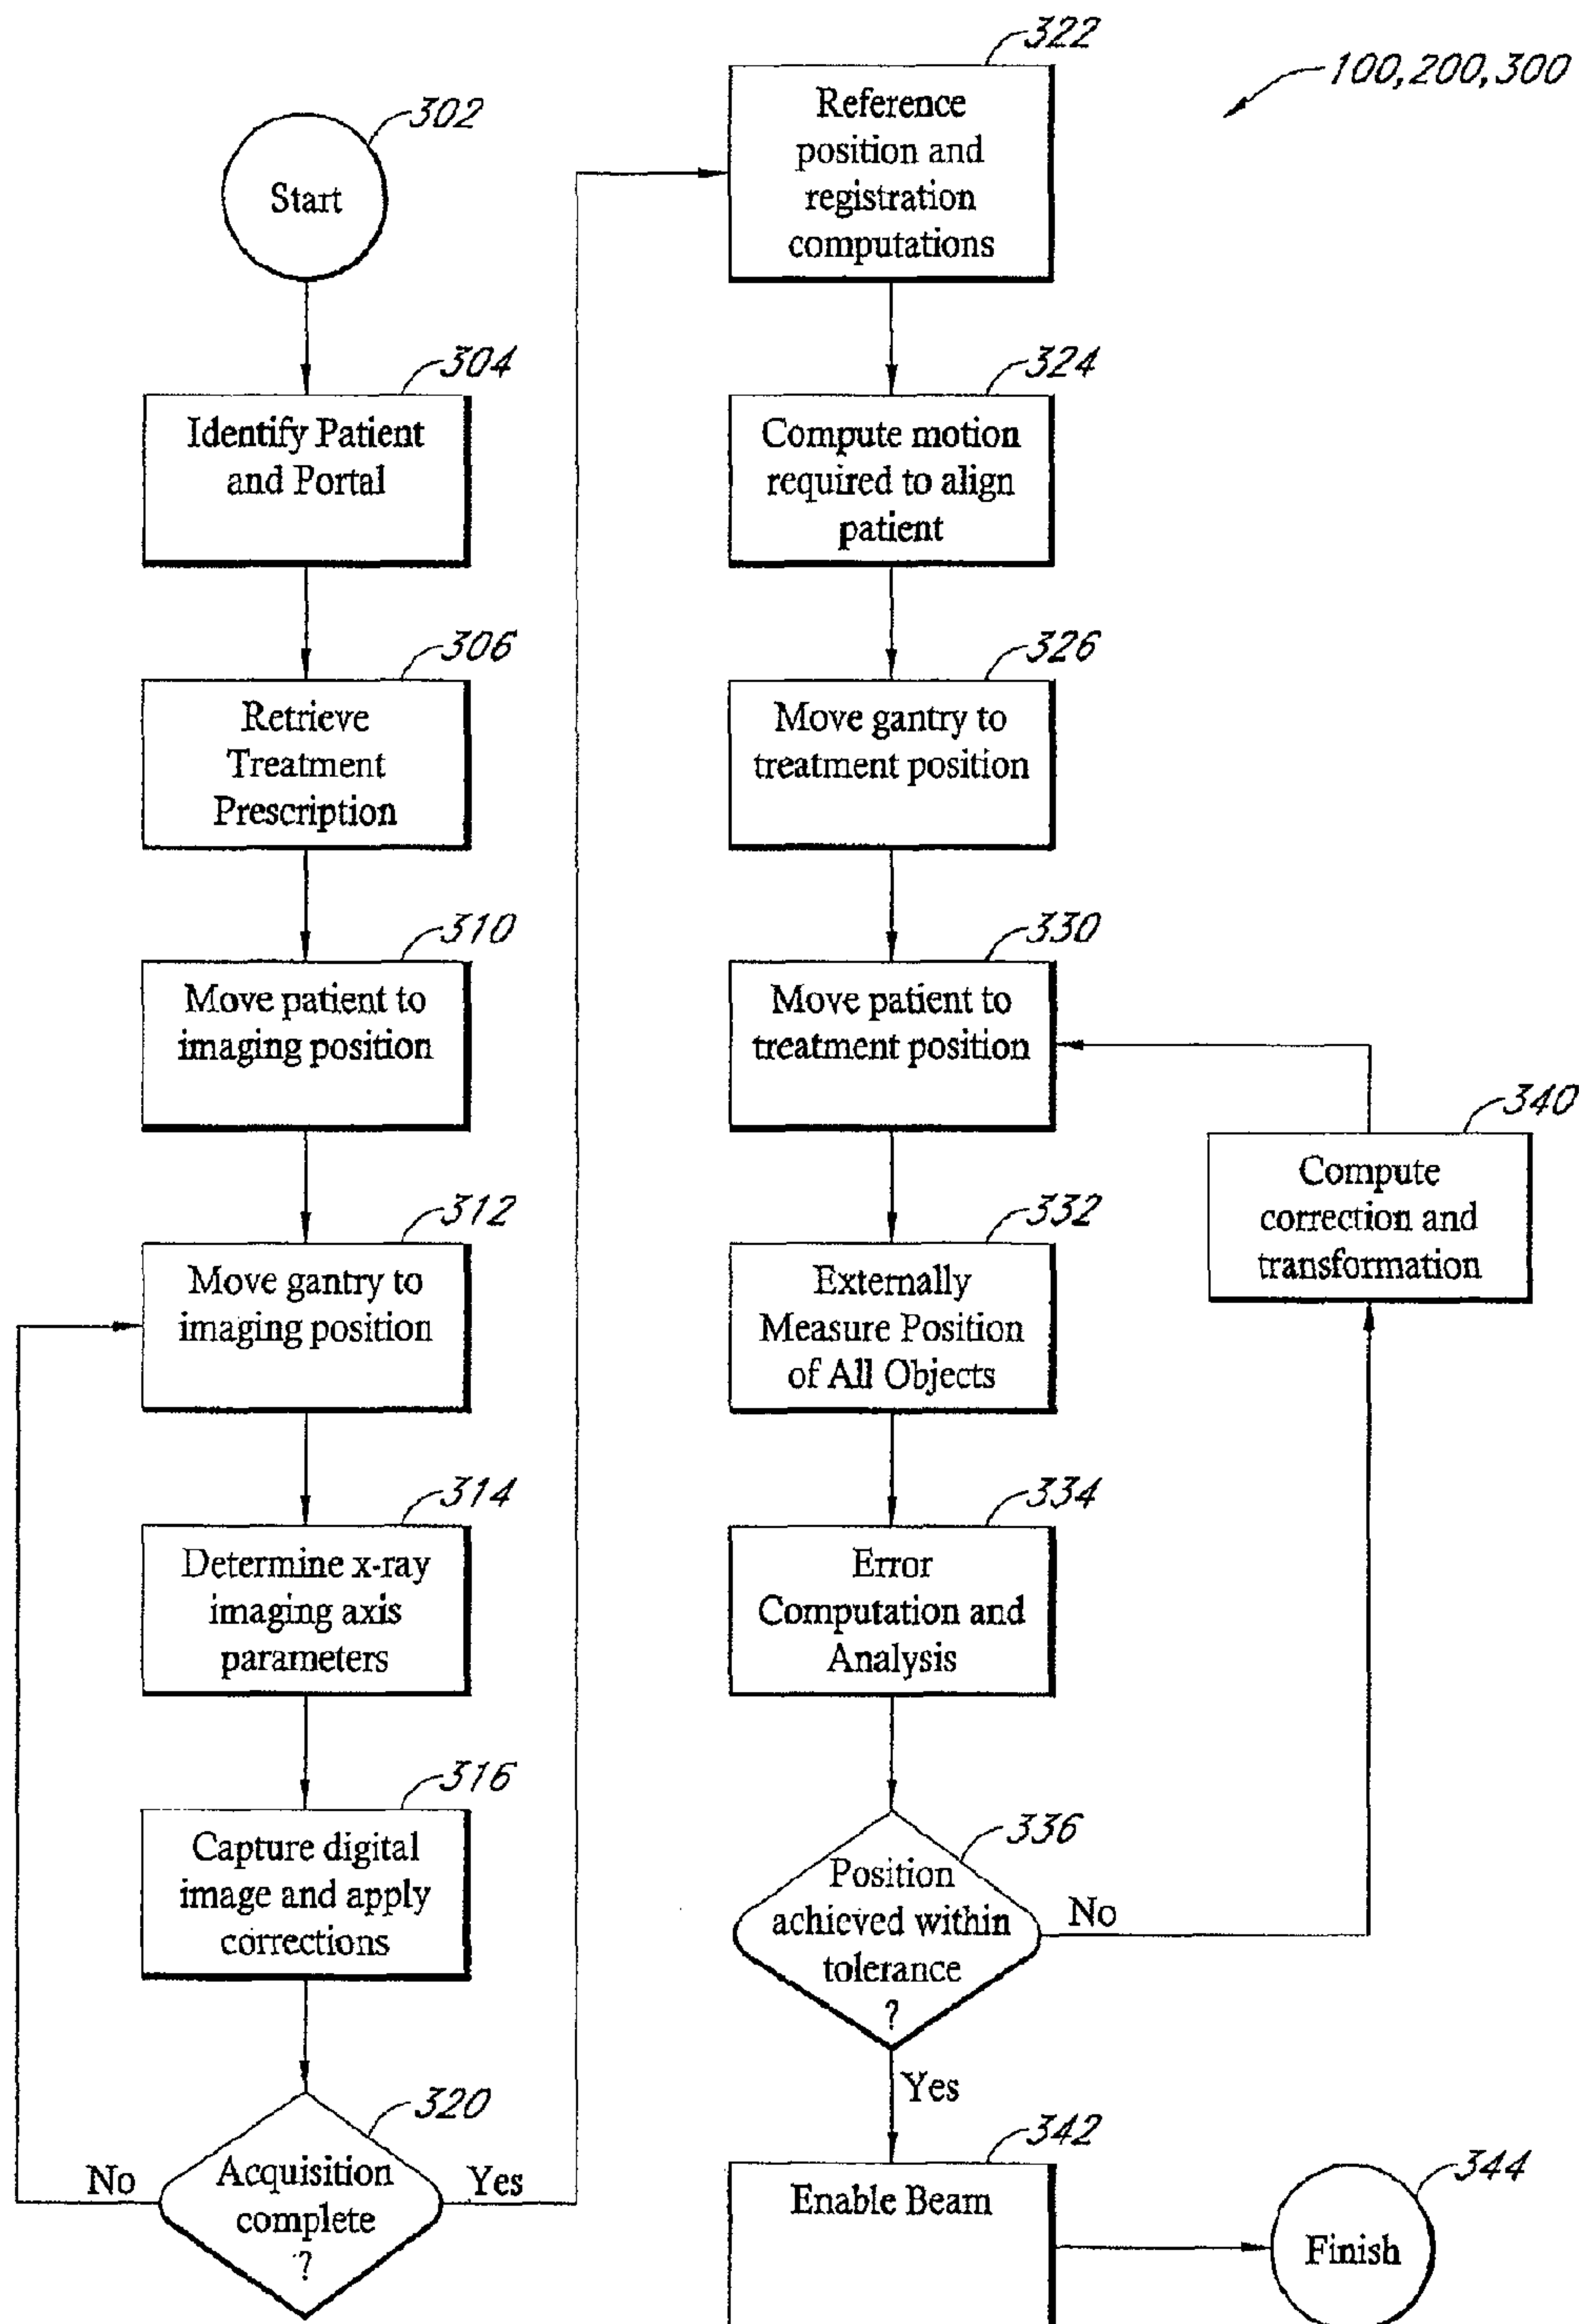 302
Start
304
Identify Patient
and Portal
306
Retrieve
Treatment
Prescription
310
Move patient to
imaging position
312
Move gantry to
imaging position
314
Determine x-ray
imaging axis
parameters
316
Capture digital
image and apply
corrections
320
Acquisition
complete
?
No
Yes
322
Reference
position and
registration
computations
324
Compute motion
required to align
patient
326
Move gantry to
treatment position
330
Move patient to
treatment position
332
Externally
Measure Position
of All Objects
334
Error
Computation and
Analysis
336
Position
achieved within
tolerance
?
No
Yes
340
Compute
correction and
transformation
342
Enable Beam
344
Finish
100,200,300